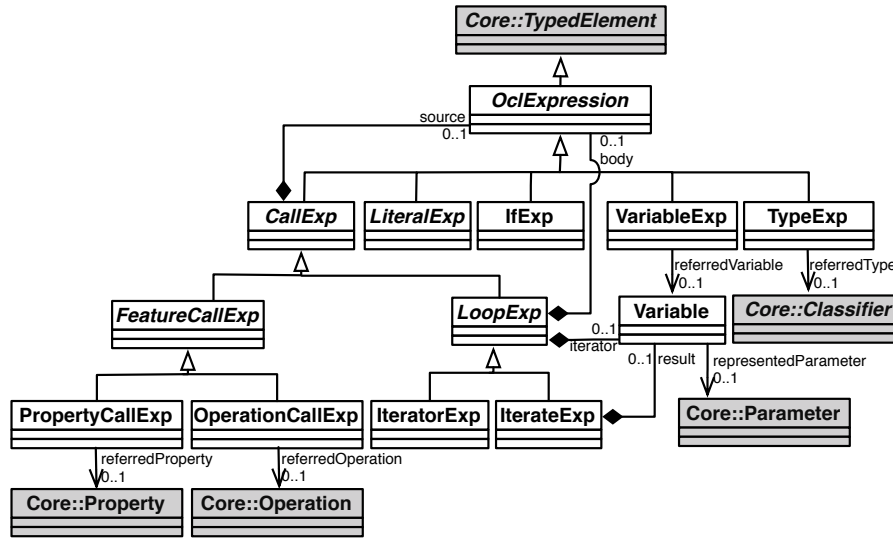 Core::TypedElement
OclExpression
source
0..1
0..1
body
CallExp
LiteralExp
IfExp
VariableExp
TypeExp
referredVariable
0..1
referredType
0..1
FeatureCallExp
LoopExp
Variable
Core::Classifier
0..1
iterator
0..1 result
representedParameter
0..1
PropertyCallExp
OperationCallExp
IteratorExp
IterateExp
Core::Parameter
referredProperty
0..1
referredOperation
0..1
Core::Property
Core::Operation